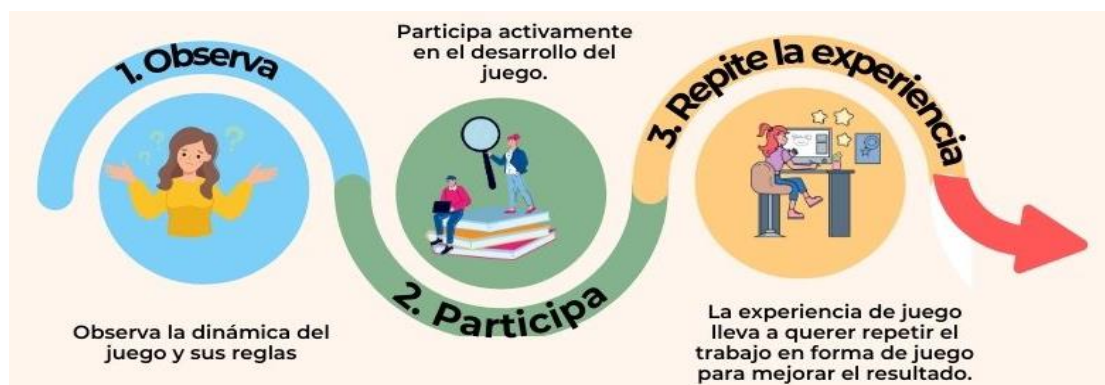 1. Observa
Observa la dinámica del
juego y sus reglas
Participa activamente
en el desarrollo del
juego.
2. Participa
3. Repite la experiencia
La experiencia de juego
lleva a querer repetir el
trabajo en forma de juego
para mejorar el resultado.